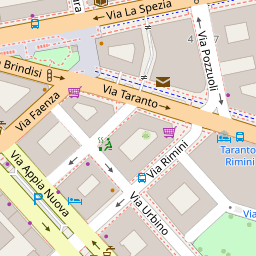 Via La Spezia
Brindisi
Via Pozzuoli
Via Taranto
Via Faenza
Taranto
Rimini
Via Rimini
Via Appia Nuova
Via Urbino
P